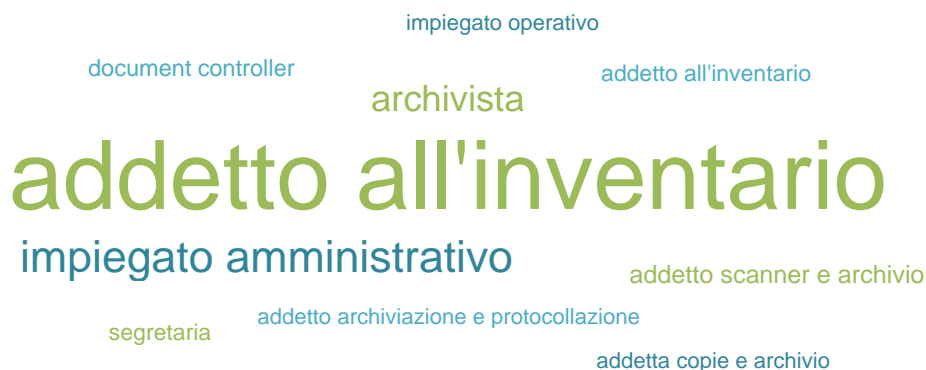 impiegato operativo
document controller
addetto all'inventario
archivista
addetto all'inventario
impiegato amministrativo
addetto scanner e archivio
addetto archiviazione e protocollazione
segretaria
addetta copie e archivio